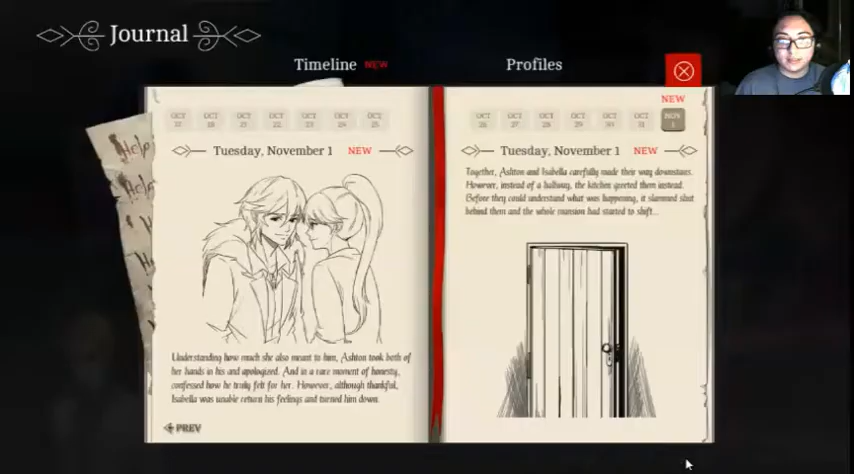 Journal
Timeline NEW
Profiles
NEW
OCT 22 OCT 23 OCT 24 OCT 25
OCT 26 OCT 27 OCT 28 OCT 29 OCT 30 OCT 31 NOV 1
Tuesday, November 1 NEW
Tuesday, November 1 NEW
Help
Help
Understanding how much she also meant to him, Ashton took both of
her hands in his and apologized. And in a rare moment of honesty,
confessed how he truly felt for her. However, although thankful,
Isabella was unable return his feelings and turned him down.
PREV
Together, Ashton and Isabella carefully made their way downstairs.
However, instead of a hallway, the kitchen greeted them instead.
Before they could understand what was happening, it slammed shut
behind them and the whole mansion had started to shift...